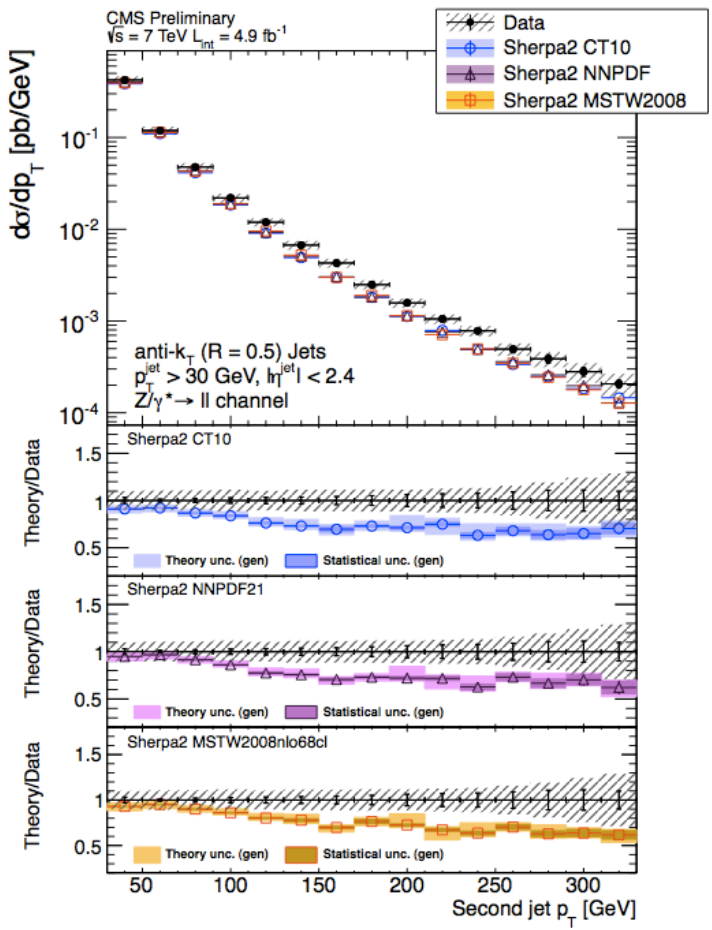 CMS Preliminary
√s = 7 TeV L_int = 4.9 fb⁻¹
Data
Sherpa2 CT10
Sherpa2 NNPDF
Sherpa2 MSTW2008
dσ/dp_T [pb/GeV]
10⁻¹
10⁻²
10⁻³
10⁻⁴
anti-k_T (R = 0.5) Jets
p_T^jet > 30 GeV, |η^jet| < 2.4
Z/γ*→ ll channel
Sherpa2 CT10
Theory/Data
1.5
1
0.5
Theory unc. (gen)
Statistical unc. (gen)
Sherpa2 NNPDF21
Theory/Data
1.5
1
0.5
Theory unc. (gen)
Statistical unc. (gen)
Sherpa2 MSTW2008nlo68cl
Theory/Data
1.5
1
0.5
Theory unc. (gen)
Statistical unc. (gen)
50 100 150 200 250 300
Second jet p_T [GeV]